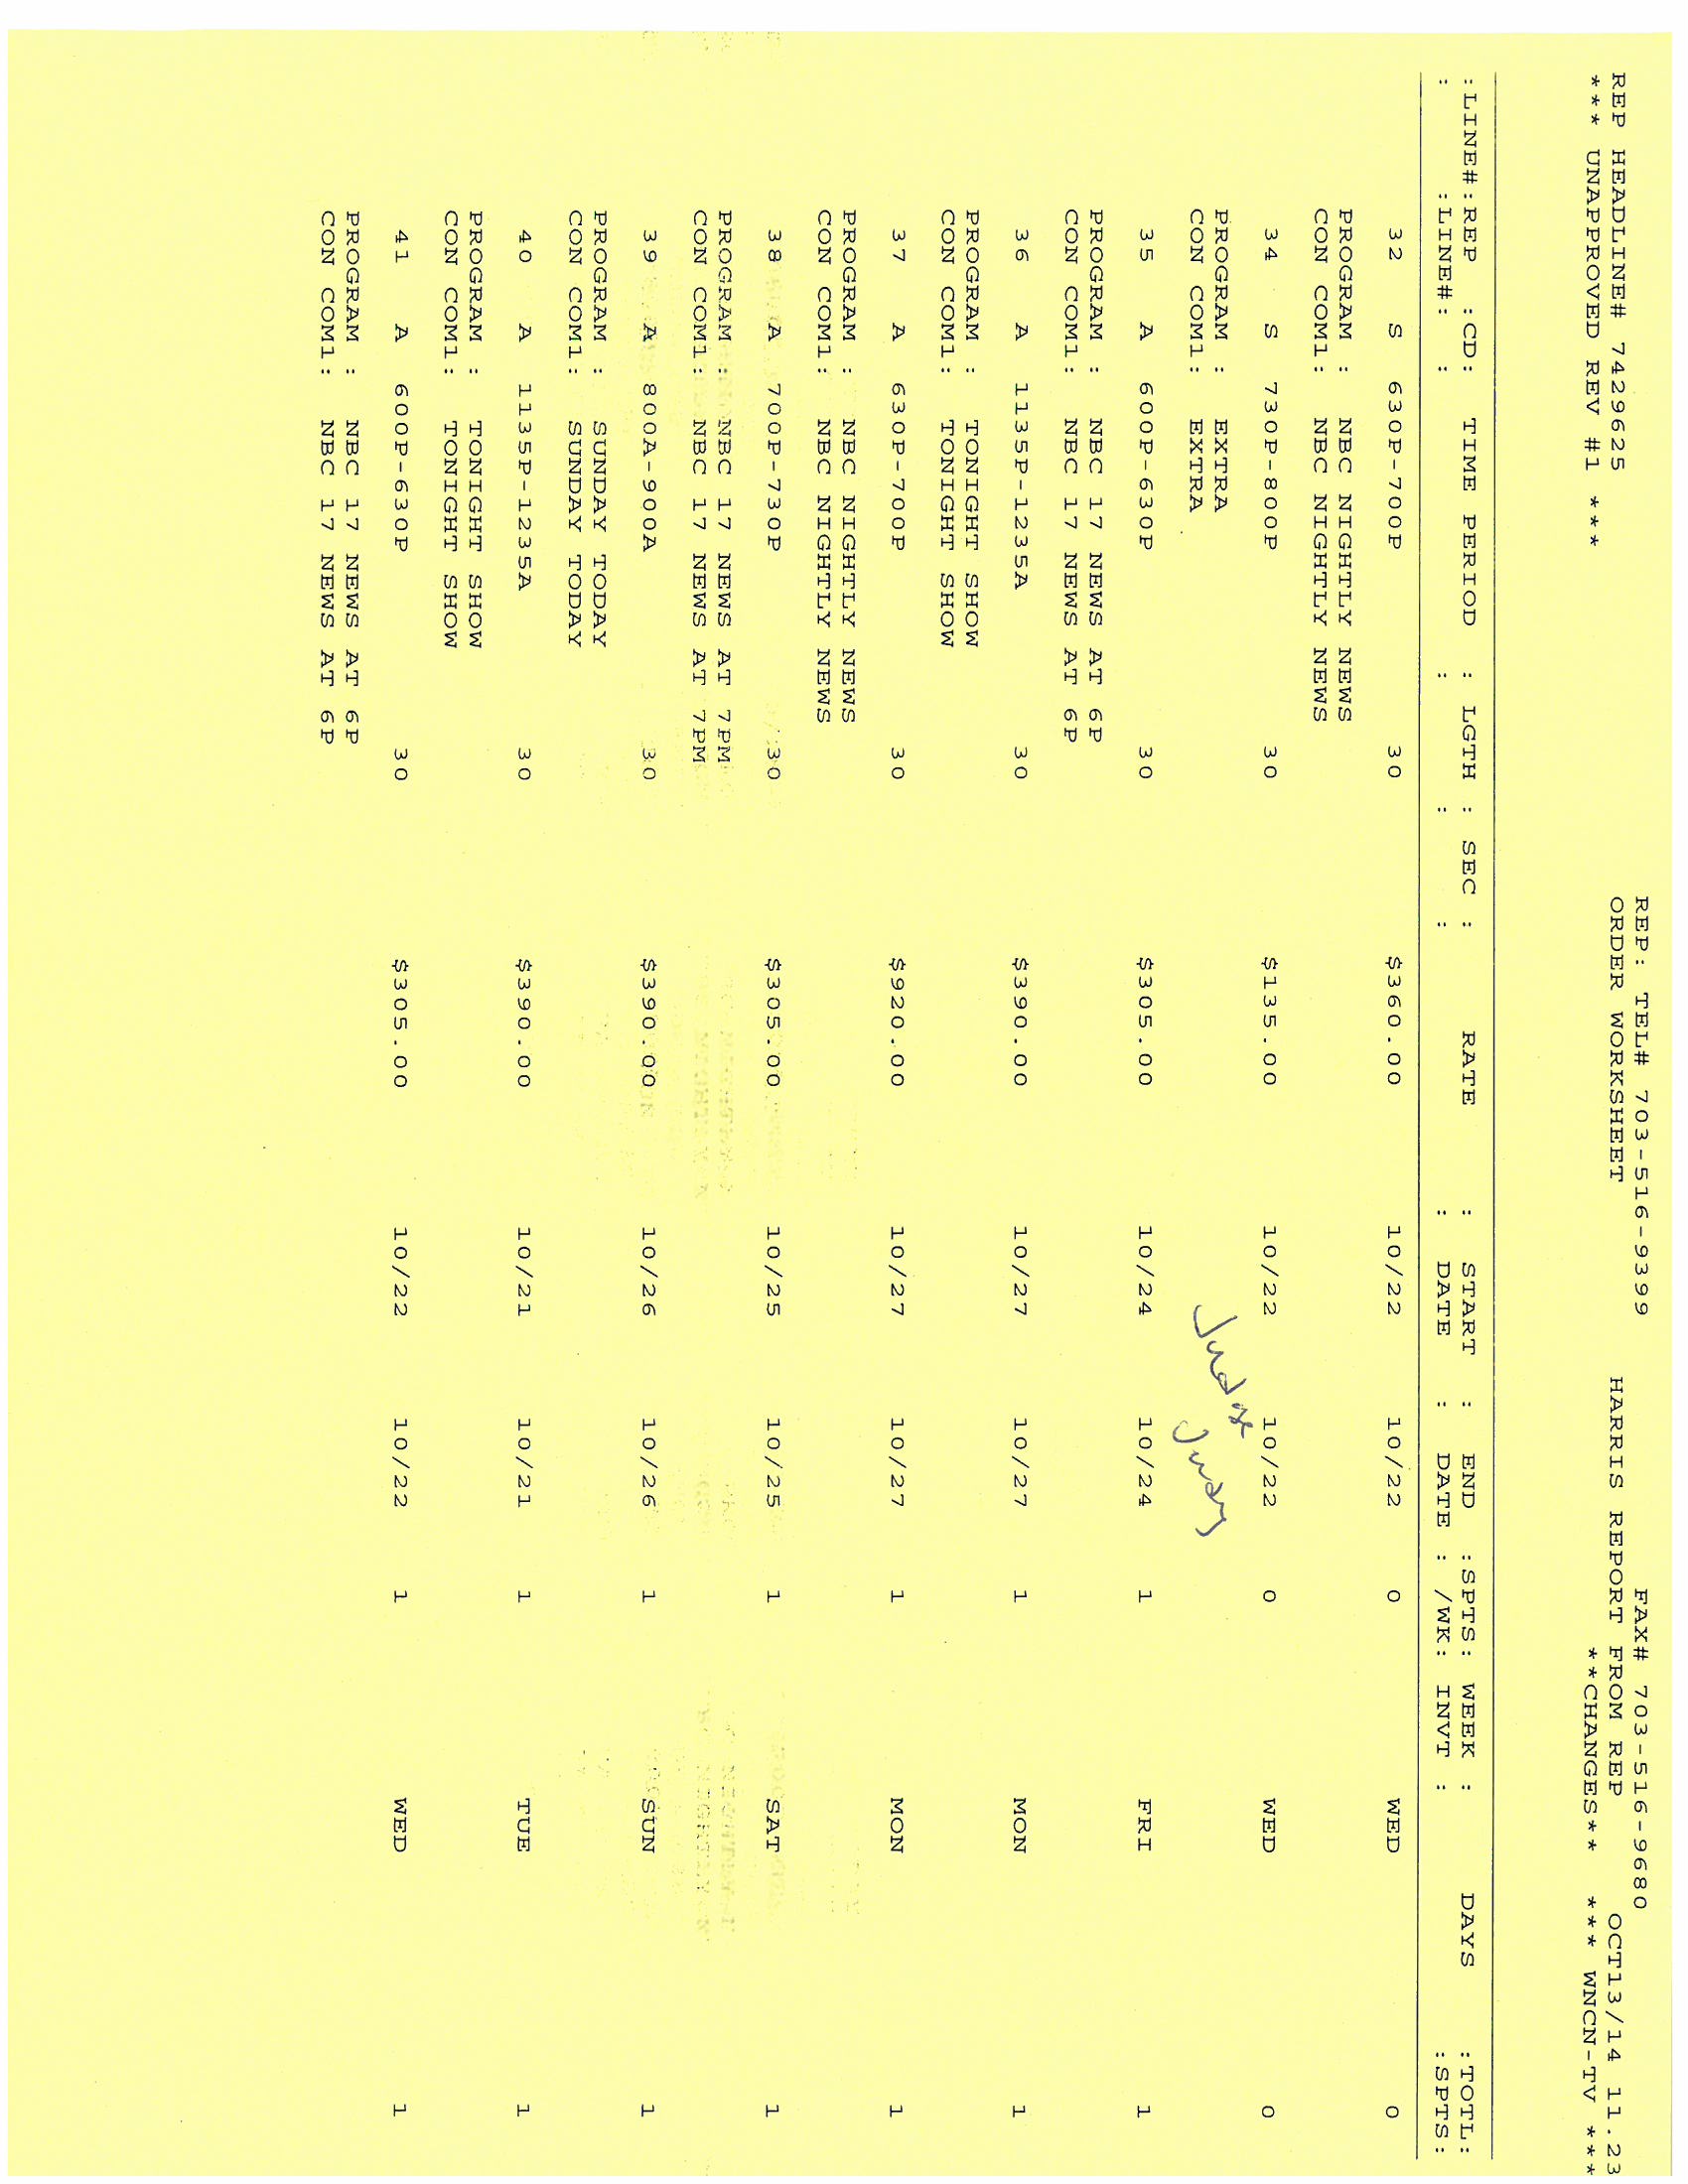 REP: TEL# 703-516-9399 FAX# 703-516-9680
REP HEADLINE# 7429625 ORDER WORKSHEET HARRIS REPORT FROM REP OCT13/14 11.23
*** UNAPPROVED REV #1 *** **CHANGES** *** WNCN-TV ***
:LINE#:REP :CD: TIME PERIOD : LGTH : SEC : RATE : START : END :SPTS: WEEK : DAYS :TOTL:
: :LINE#: : : : : DATE : DATE : /WK: INVT : :SPTS:
32 S 630P-700P 30 $360.00 10/22 10/22 0 WED 0
PROGRAM : NBC NIGHTLY NEWS
CON COM1: NBC NIGHTLY NEWS
34 S 730P-800P 30 $135.00 10/22 10/22 0 WED 0
PROGRAM : EXTRA
CON COM1: EXTRA
Judge Judy
35 A 600P-630P 30 $305.00 10/24 10/24 1 FRI 1
PROGRAM : NBC 17 NEWS AT 6P
CON COM1: NBC 17 NEWS AT 6P
36 A 1135P-1235A 30 $390.00 10/27 10/27 1 MON 1
PROGRAM : TONIGHT SHOW
CON COM1: TONIGHT SHOW
37 A 630P-700P 30 $920.00 10/27 10/27 1 MON 1
PROGRAM : NBC NIGHTLY NEWS
CON COM1: NBC NIGHTLY NEWS
38 A 700P-730P 30 $305.00 10/25 10/25 1 SAT 1
PROGRAM : NBC 17 NEWS AT 7PM
CON COM1: NBC 17 NEWS AT 7PM
39 A 800A-900A 30 $390.00 10/26 10/26 1 SUN 1
PROGRAM : SUNDAY TODAY
CON COM1: SUNDAY TODAY
40 A 1135P-1235A 30 $390.00 10/21 10/21 1 TUE 1
PROGRAM : TONIGHT SHOW
CON COM1: TONIGHT SHOW
41 A 600P-630P 30 $305.00 10/22 10/22 1 WED 1
PROGRAM : NBC 17 NEWS AT 6P
CON COM1: NBC 17 NEWS AT 6P